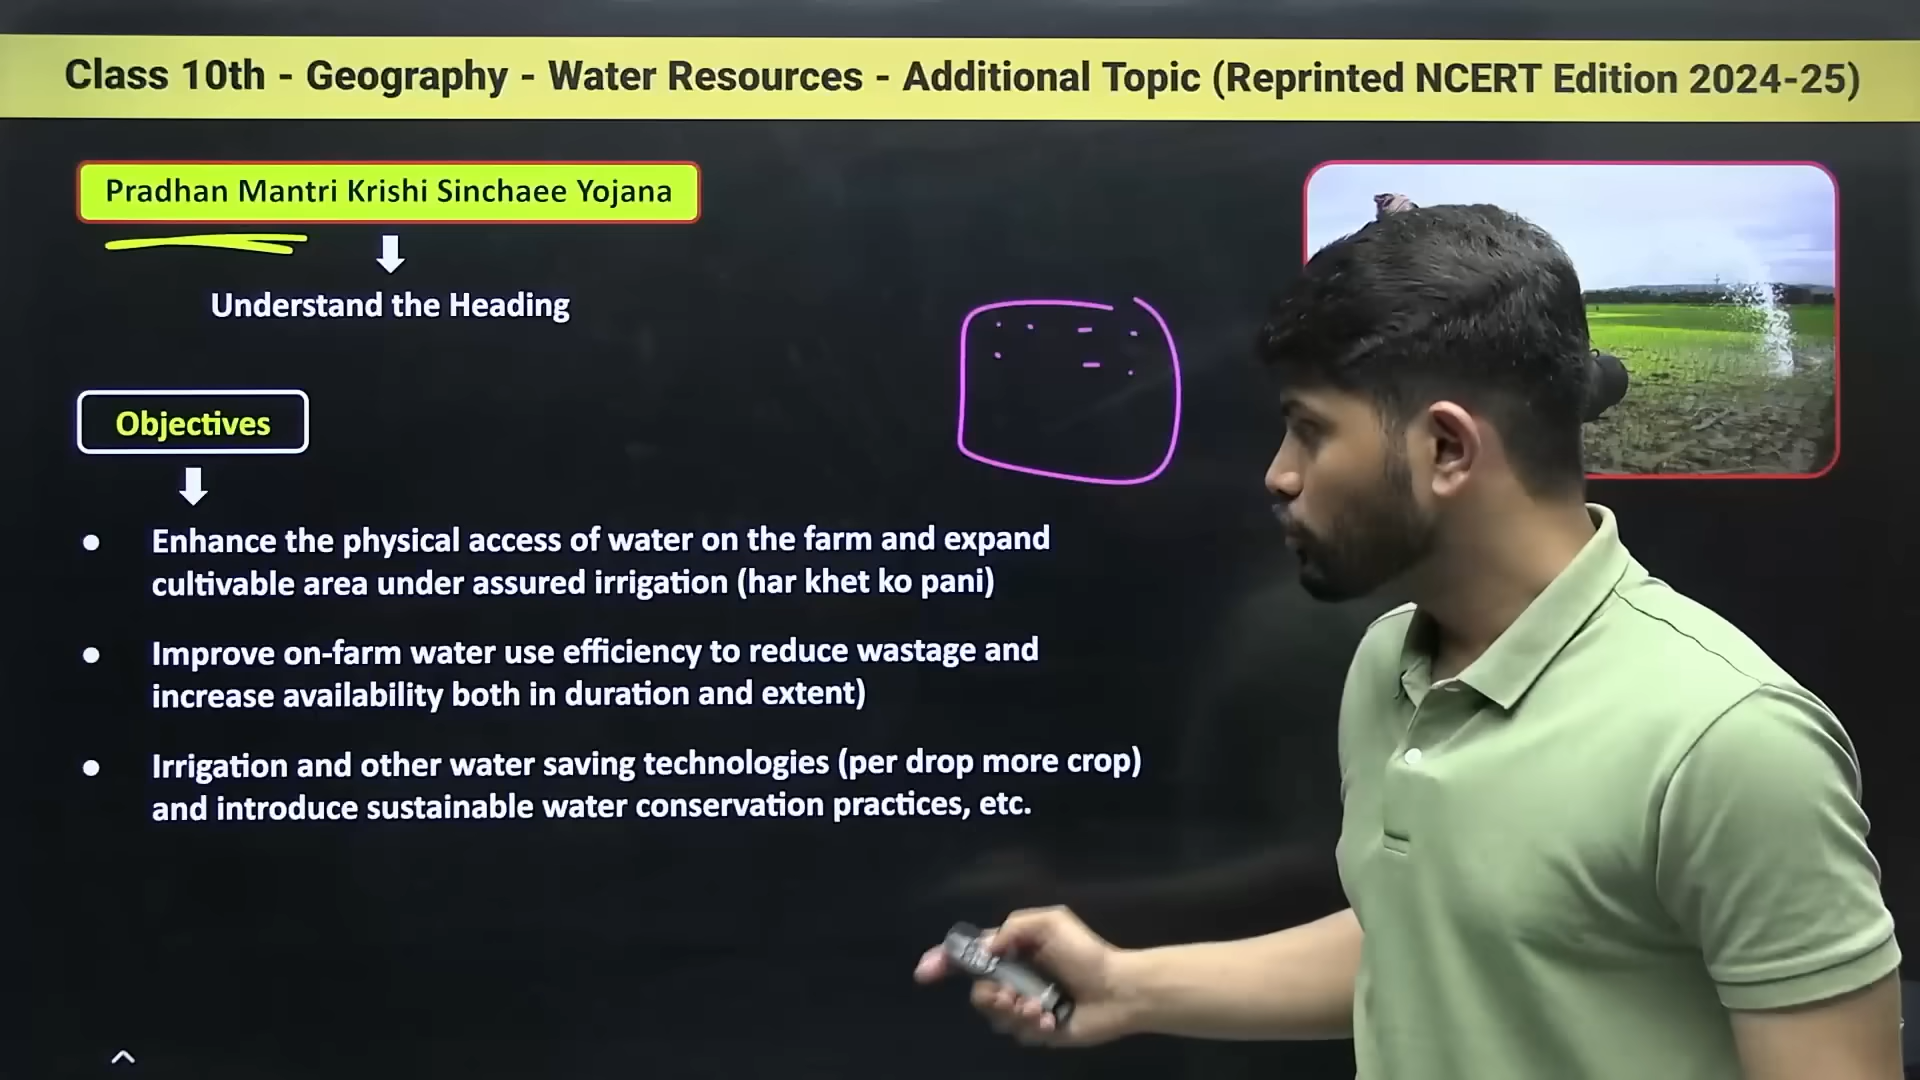 Class 10th - Geography - Water Resources - Additional Topic (Reprinted NCERT Edition 2024-25)
Pradhan Mantri Krishi Sinchaee Yojana
Understand the Heading
Objectives
● Enhance the physical access of water on the farm and expand
cultivable area under assured irrigation (har khet ko pani)
● Improve on-farm water use efficiency to reduce wastage and
increase availability both in duration and extent)
● Irrigation and other water saving technologies (per drop more crop)
and introduce sustainable water conservation practices, etc.